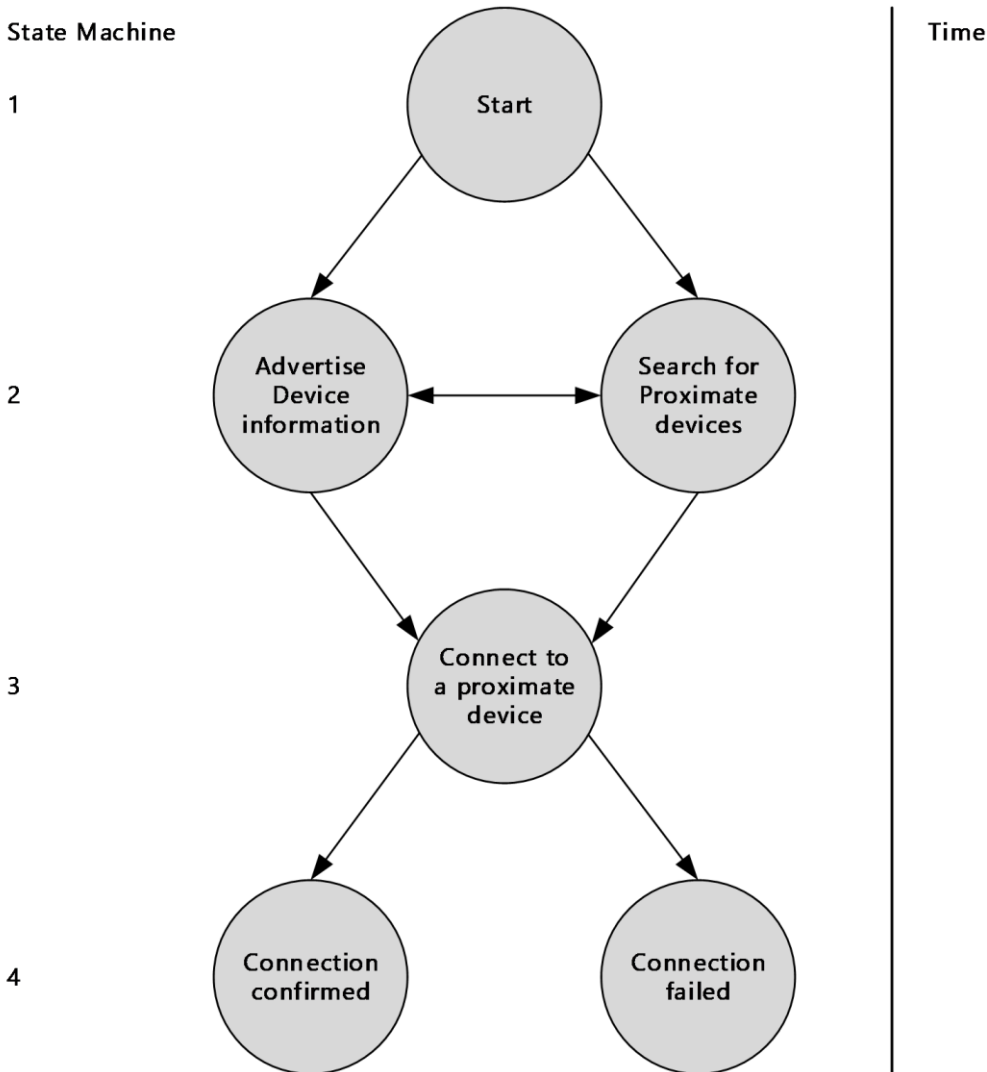 State Machine
Time
1
Start
2
Advertise
Device
information
Search for
Proximate
devices
3
Connect to
a proximate
device
4
Connection
confirmed
Connection
failed